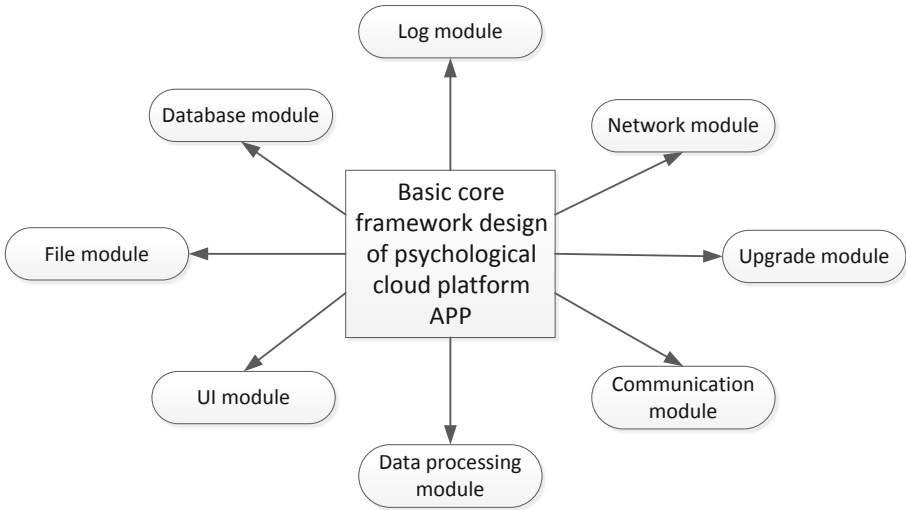 Log module
Database module
Network module
Basic core
framework design
of psychological
cloud platform
APP
File module
Upgrade module
UI module
Communication
module
Data processing
module